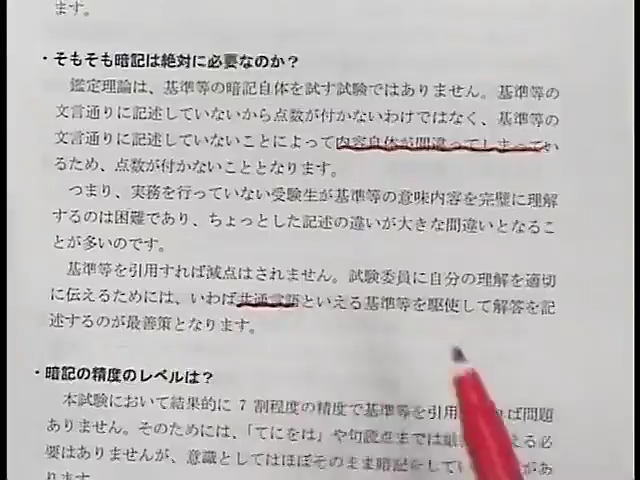 ます。
・そもそも暗記は絶対に必要なのか？
鑑定理論は、基準等の暗記自体を試す試験ではありません。基準等の
文言通りに記述していないから点数が付かないわけではなく、基準等の
文言通りに記述していないことによって内容自体が間違ってしまってい
るため、点数が付かないこととなります。
つまり、実務を行っていない受験生が基準等の意味内容を完璧に理解
するのは困難であり、ちょっとした記述の違いが大きな間違いとなるこ
とが多いのです。
基準等を引用すれば減点はされません。試験委員に自分の理解を適切
に伝えるためには、いわば共通言語といえる基準等を駆使して解答を記
述するのが最善策となります。
・暗記の精度のレベルは？
本試験において結果的に 7 割程度の精度で基準等を引用 れば問題
ありません。そのためには、「てにをは」や句読点までは える必
要はありませんが、意識としてはほぼそのまま暗記をして があ
ります。